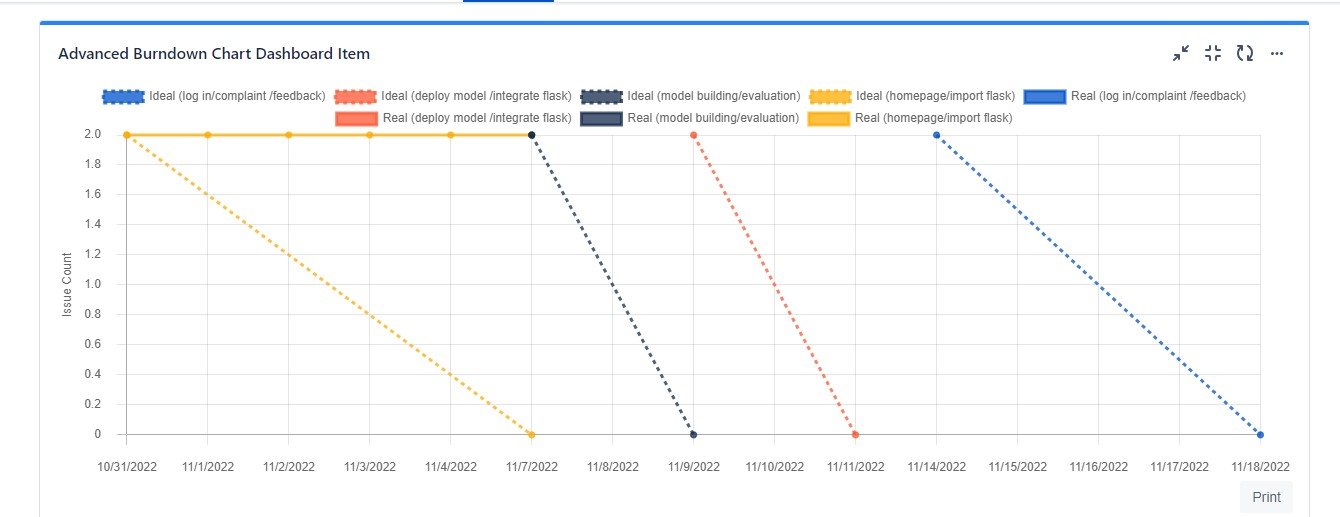 Advanced Burndown Chart Dashboard Item
Ideal (log in/complaint /feedback) Ideal (deploy model /integrate flask) Ideal (model building/evaluation) Ideal (homepage/import flask) Real (log in/complaint /feedback)
Real (deploy model /integrate flask) Real (model building/evaluation) Real (homepage/import flask)
2.0
1.8
1.6
1.4
1.2
1.0
0.8
0.6
0.4
0.2
0
Issue Count
10/31/2022 11/1/2022 11/2/2022 11/3/2022 11/4/2022 11/7/2022 11/8/2022 11/9/2022 11/10/2022 11/11/2022 11/14/2022 11/15/2022 11/16/2022 11/17/2022 11/18/2022
Print